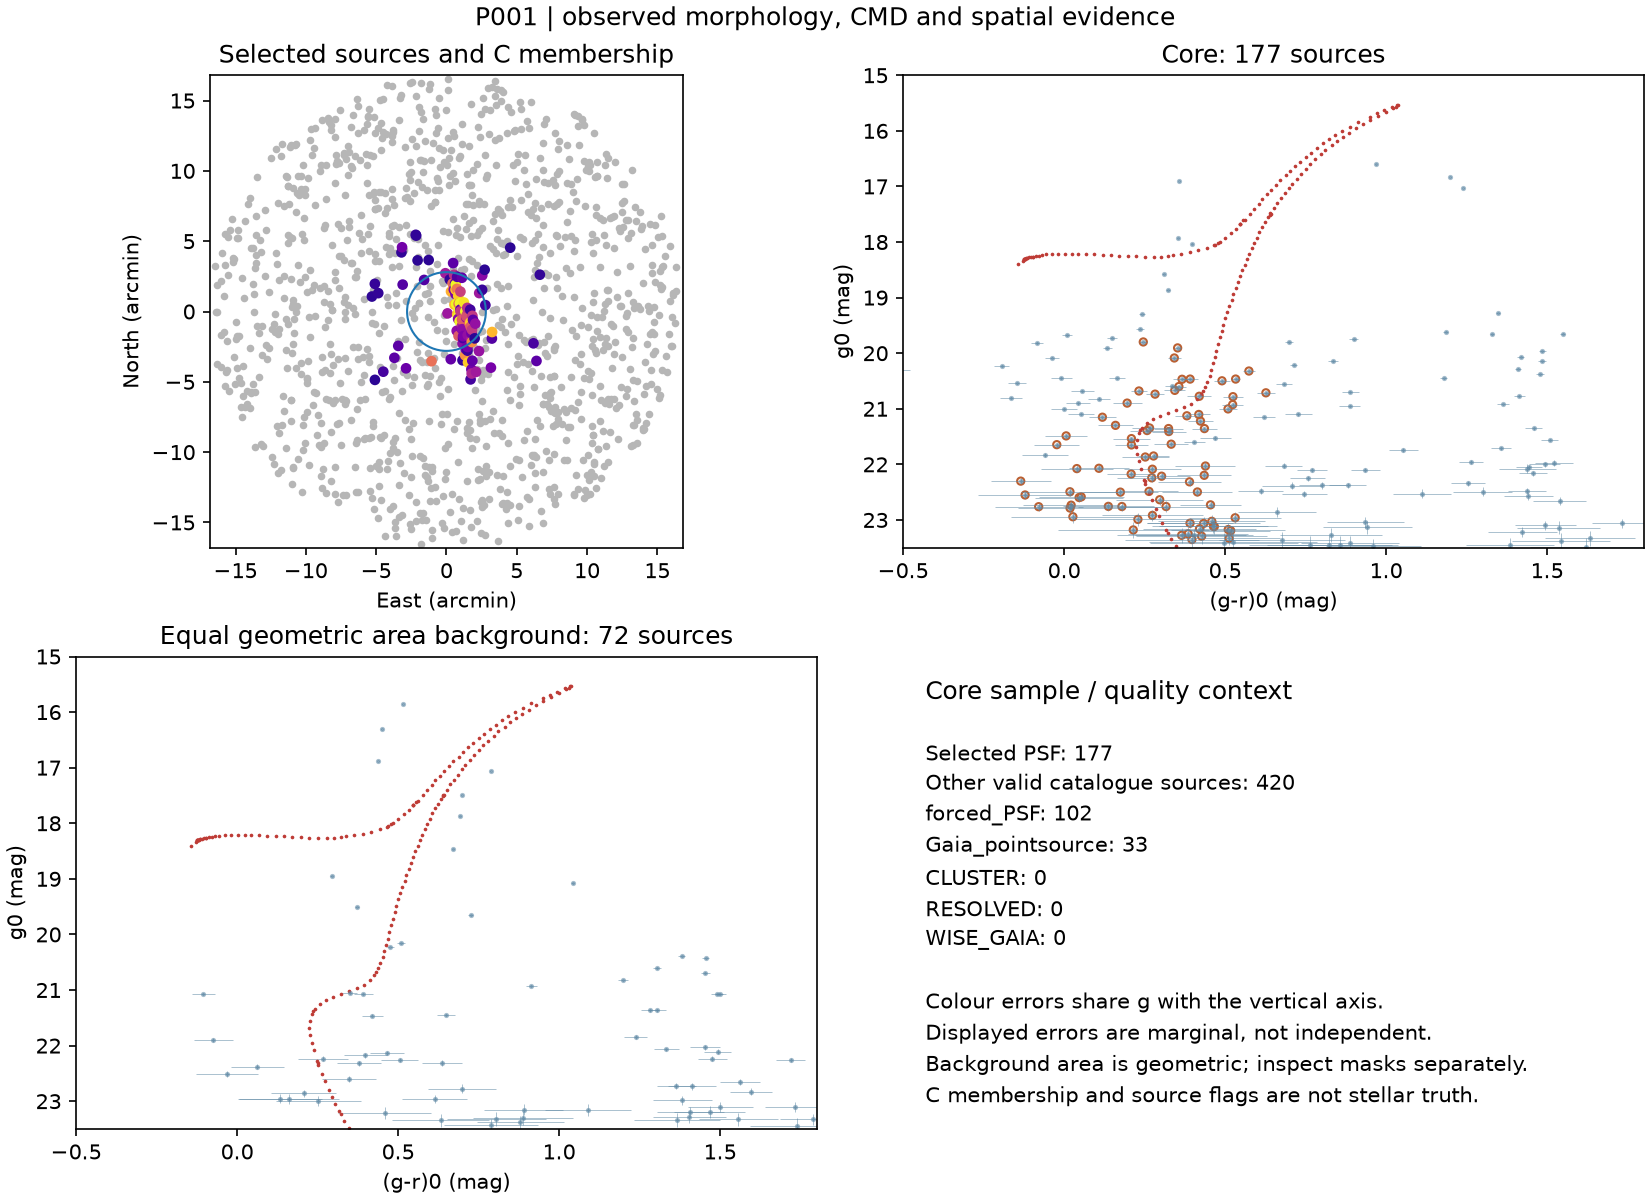 P001 | observed morphology, CMD and spatial evidence
Selected sources and C membership
15
10
5
0
−5
−10
−15
−15
−10
−5
0
5
10
15
North (arcmin)
East (arcmin)
Core: 177 sources
15
16
17
18
19
20
21
22
23
−0.5
0.0
0.5
1.0
1.5
g0 (mag)
(g-r)0 (mag)
Equal geometric area background: 72 sources
15
16
17
18
19
20
21
22
23
−0.5
0.0
0.5
1.0
1.5
g0 (mag)
(g-r)0 (mag)
Core sample / quality context
Selected PSF: 177
Other valid catalogue sources: 420
forced_PSF: 102
Gaia_pointsource: 33
CLUSTER: 0
RESOLVED: 0
WISE_GAIA: 0
Colour errors share g with the vertical axis.
Displayed errors are marginal, not independent.
Background area is geometric; inspect masks separately.
C membership and source flags are not stellar truth.